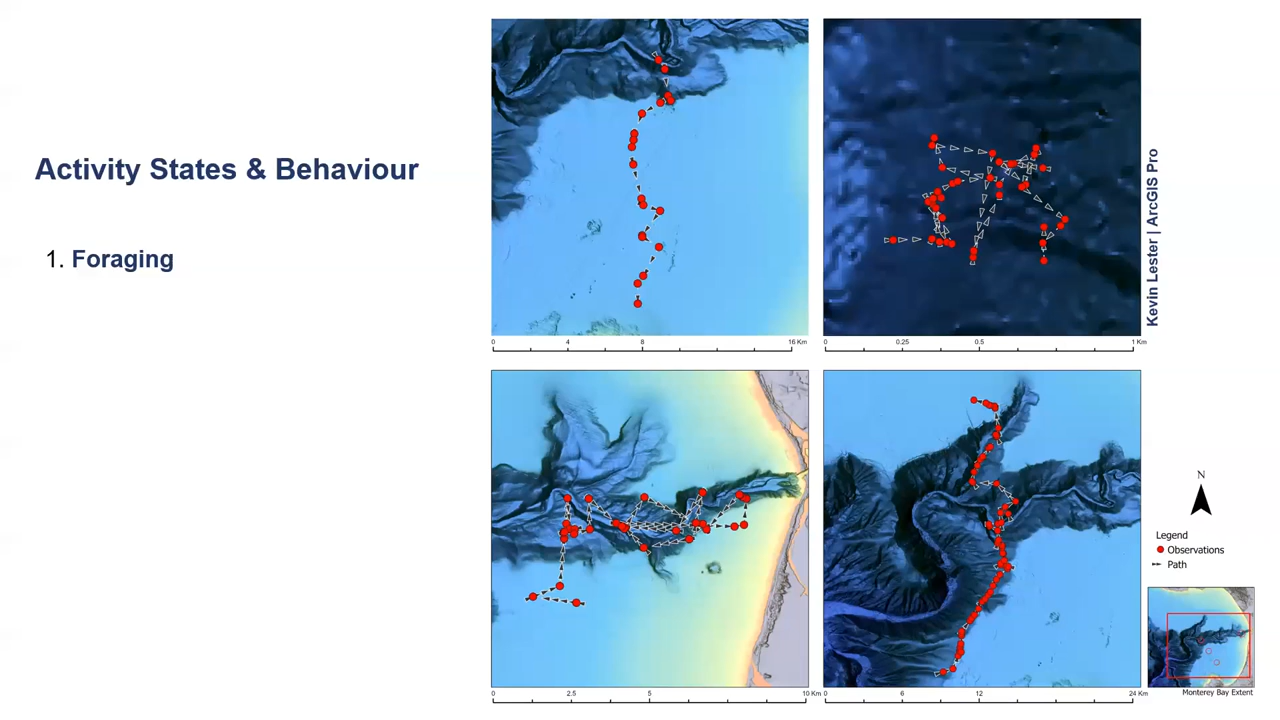 Activity States & Behaviour
1. Foraging
0 4 8 16 Km
0 0.25 0.5 1 Km
Kevin Lester | ArcGIS Pro
0 2.5 5 10 Km
0 6 12 24 Km
N
Legend
Observations
Path
Monterey Bay Extent